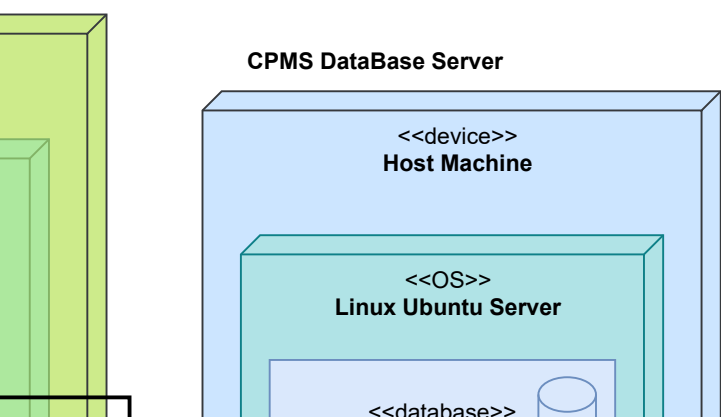 CPMS DataBase Server
<<device>>
Host Machine
<<OS>>
Linux Ubuntu Server
<<database>>